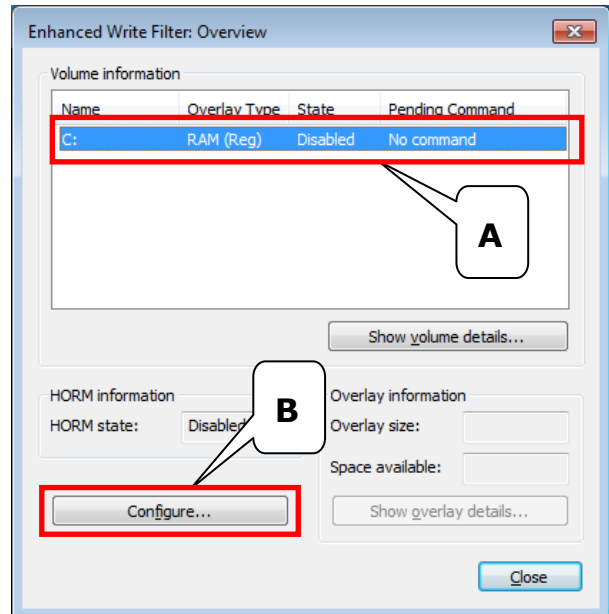 Enhanced Write Filter: Overview
Volume information
Name Overlay Type State Pending Command
C: RAM (Reg) Disabled No command
A
Show volume details...
HORM information
HORM state: Disabled
B
Overlay information
Overlay size:
Space available:
Configure...
Show overlay details...
Close